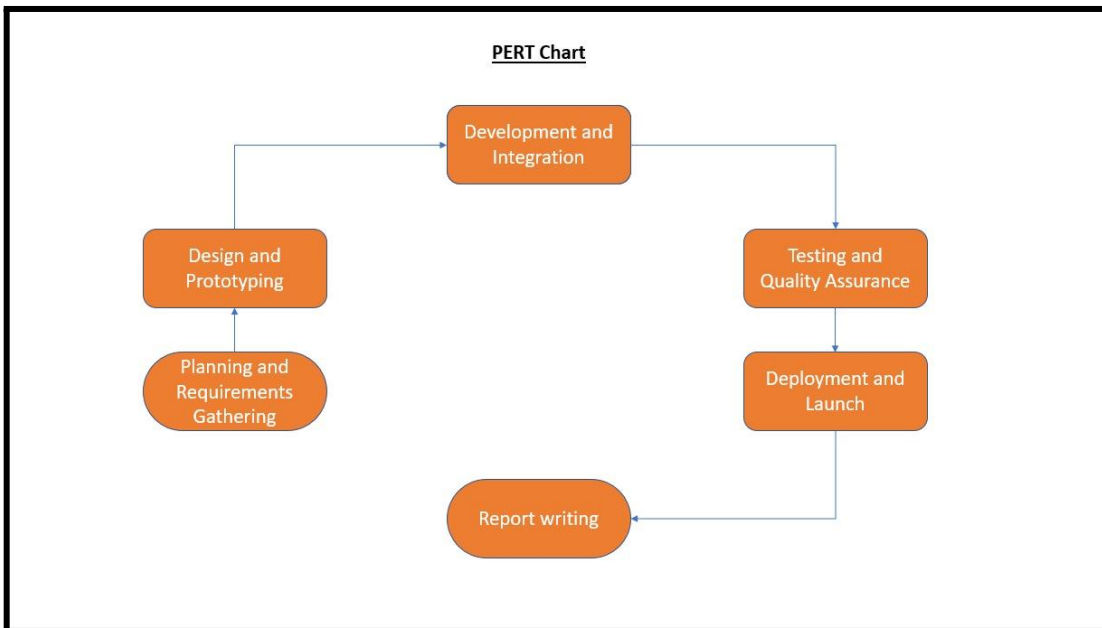 PERT Chart
Development and
Integration
Design and
Prototyping
Testing and
Quality Assurance
Planning and
Requirements
Gathering
Deployment and
Launch
Report writing